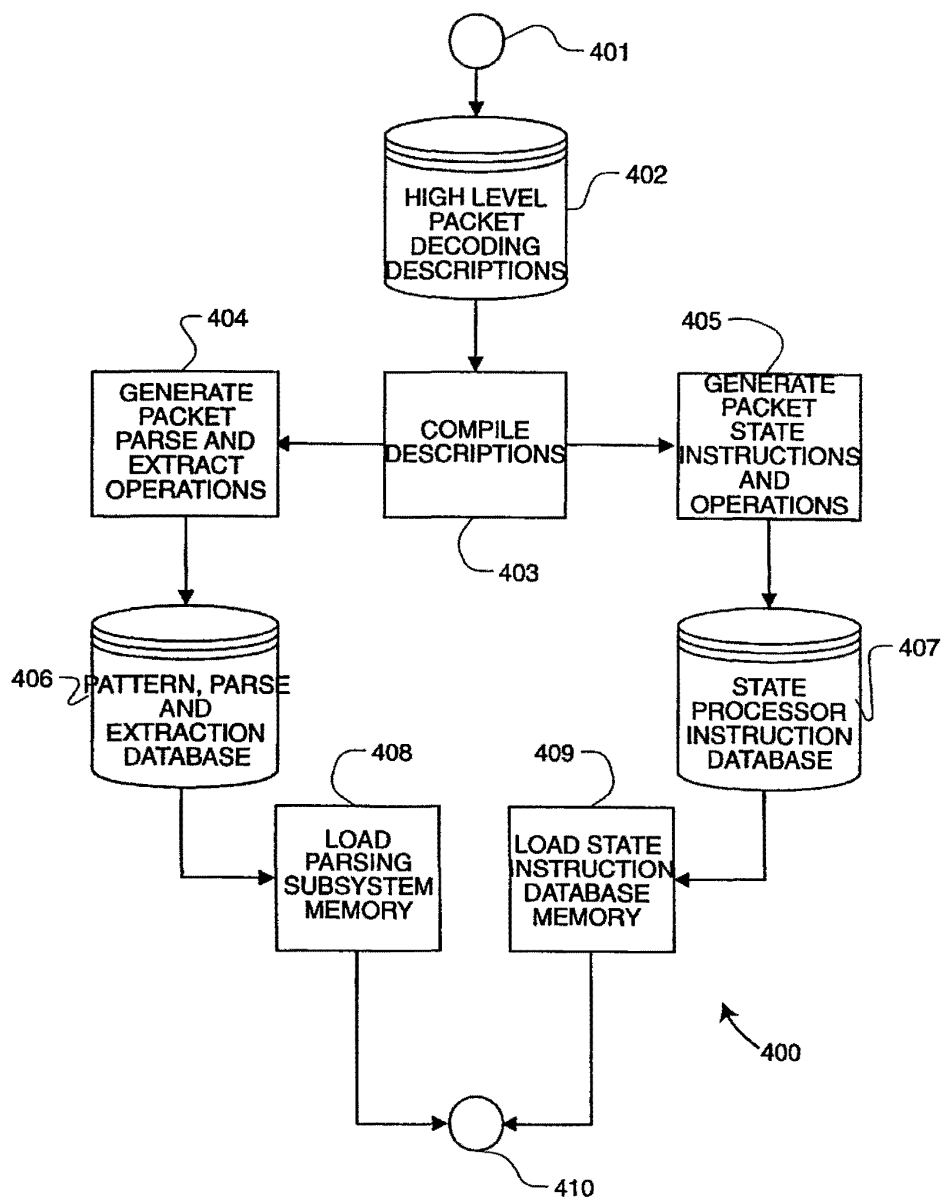 401
402
HIGH LEVEL
PACKET
DECODING
DESCRIPTIONS
404
405
GENERATE
PACKET
PARSE AND
EXTRACT
OPERATIONS
COMPILE
DESCRIPTIONS
GENERATE
PACKET
STATE
INSTRUCTIONS
AND
OPERATIONS
403
406
PATTERN, PARSE
AND
EXTRACTION
DATABASE
407
STATE
PROCESSOR
INSTRUCTION
DATABASE
408
409
LOAD
PARSING
SUBSYSTEM
MEMORY
LOAD STATE
INSTRUCTION
DATABASE
MEMORY
400
410